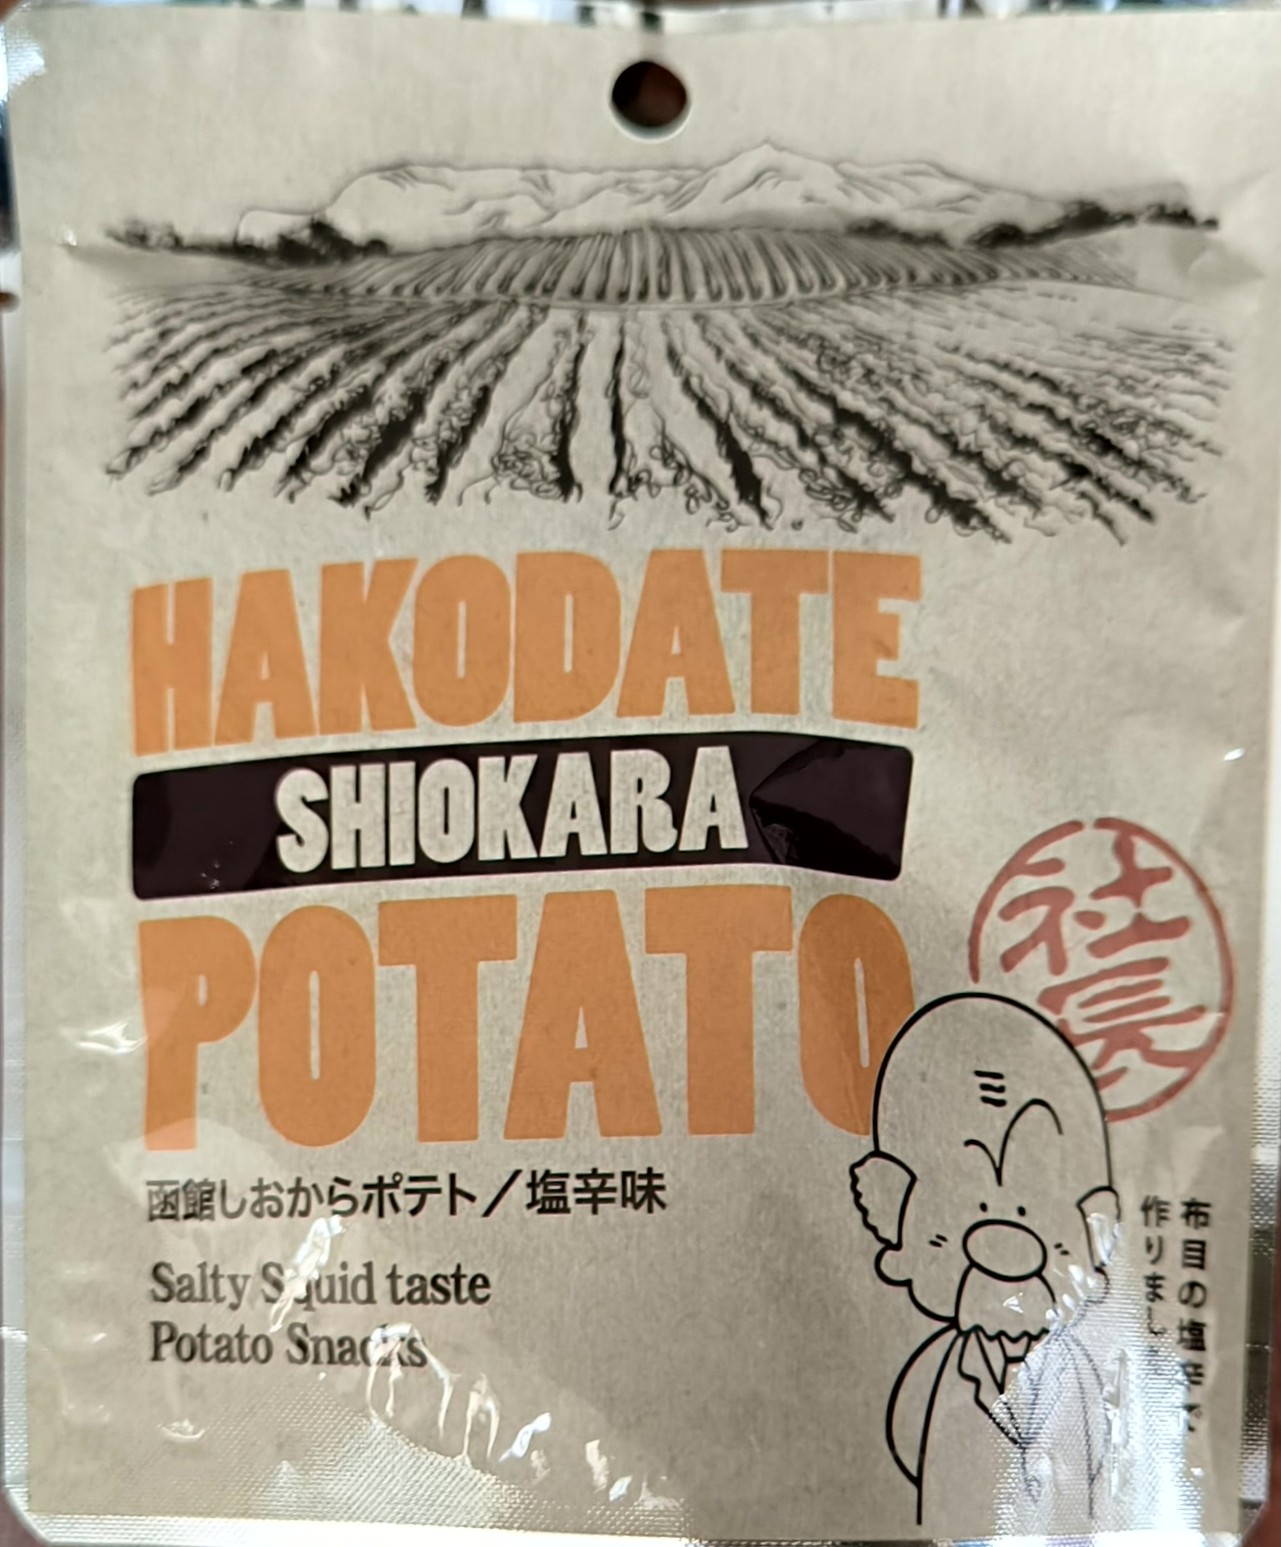 HAKODATE
SHIOKARA
POTATO
社長
函館しおからポテト/塩辛味
Salty Squid taste
Potato Snacks
布目の塩辛で
作りました